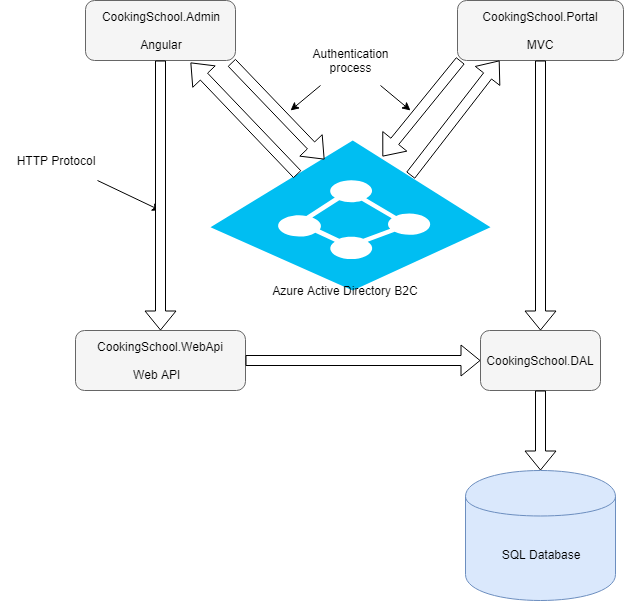 CookingSchool.Admin
Angular
CookingSchool.Portal
MVC
Authentication
process
HTTP Protocol
Azure Active Directory B2C
CookingSchool.WebApi
Web API
CookingSchool.DAL
SQL Database